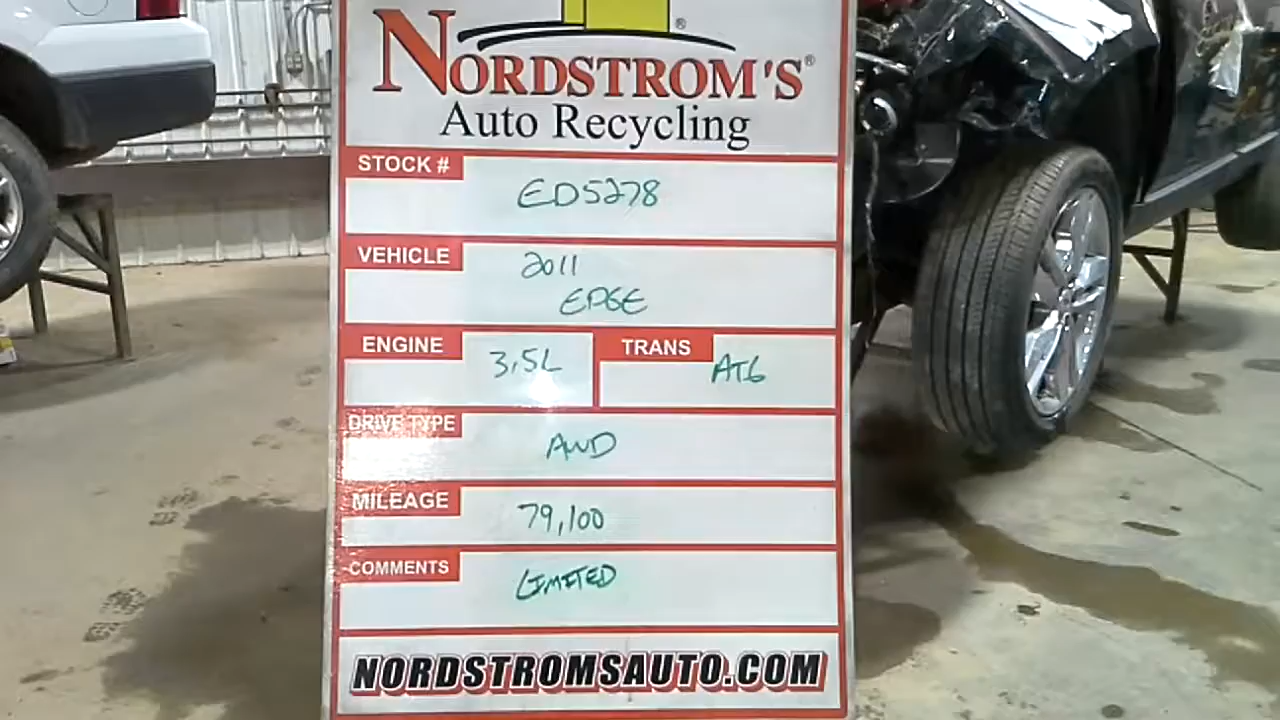 NORDSTROM'S®
Auto Recycling
STOCK # ED5278
VEHICLE 2011
EDGE
ENGINE 3.5L TRANS AT6
DRIVE TYPE AWD
MILEAGE 79,100
COMMENTS LIMITED
NORDSTROMSAUTO.COM